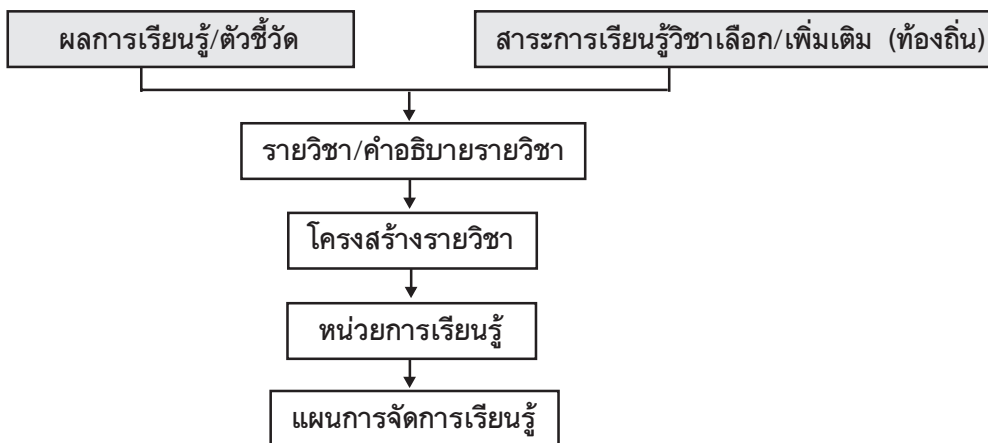 ผลการเรียนรู้/ตัวชี้วัด
สาระการเรียนรู้วิชาเลือก/เพิ่มเติม (ท้องถิ่น)
รายวิชา/คำอธิบายรายวิชา
โครงสร้างรายวิชา
หน่วยการเรียนรู้
แผนการจัดการเรียนรู้